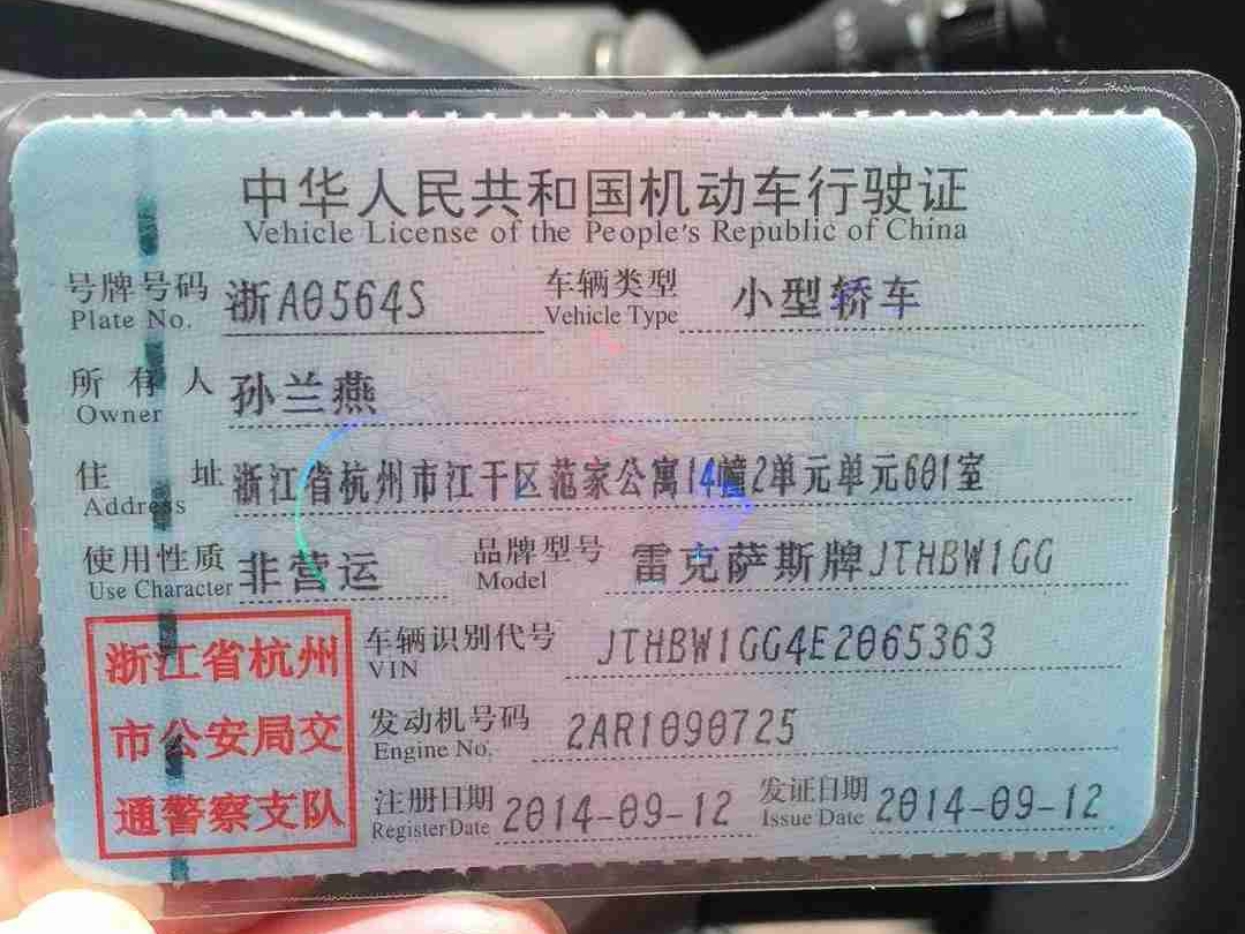 中华人民共和国机动车行驶证
Vehicle License of the People's Republic of China
号牌号码 浙A0564S 车辆类型 小型轿车
Plate No. Vehicle Type
所有人 孙兰燕
Owner
住址 浙江省杭州市江干区范家公寓14幢2单元单元601室
Address
使用性质 非营运 品牌型号 雷克萨斯牌JTHBW1GG
Use Character Model
浙江省杭州
市公安局交
通警察支队
车辆识别代号 JTHBW1GG4E2065363
VIN
发动机号码 2AR1090725
Engine No.
注册日期 2014-09-12 发证日期 2014-09-12
Register Date Issue Date